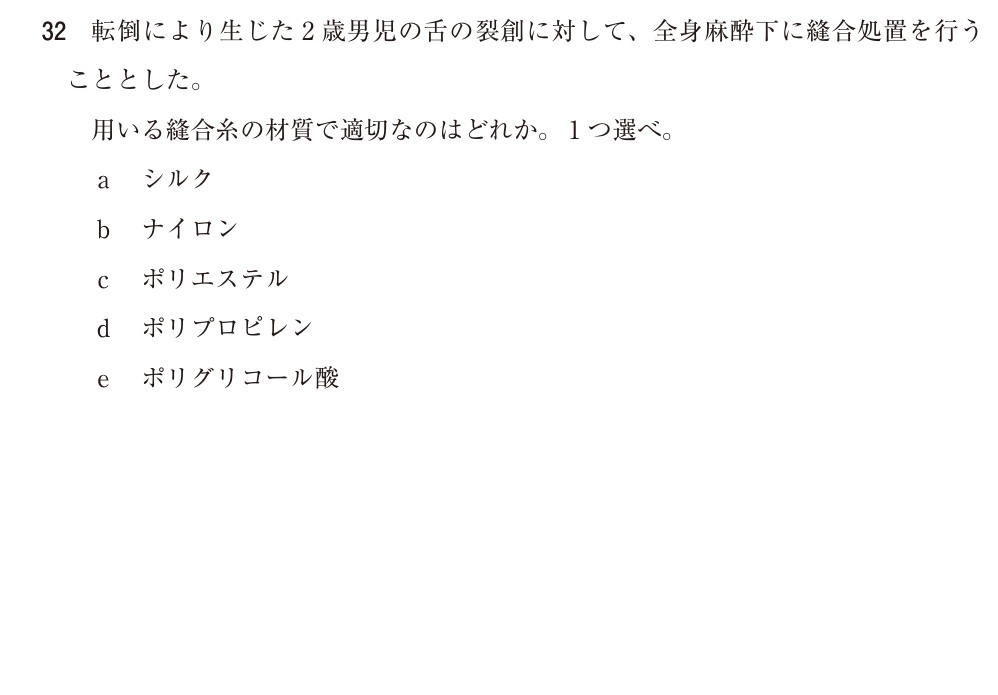 32 転倒により生じた2歳男児の舌の裂創に対して、全身麻酔下に縫合処置を行う
こととした。
用いる縫合糸の材質で適切なのはどれか。1つ選べ。
a シルク
b ナイロン
c ポリエステル
d ポリプロピレン
e ポリグリコール酸